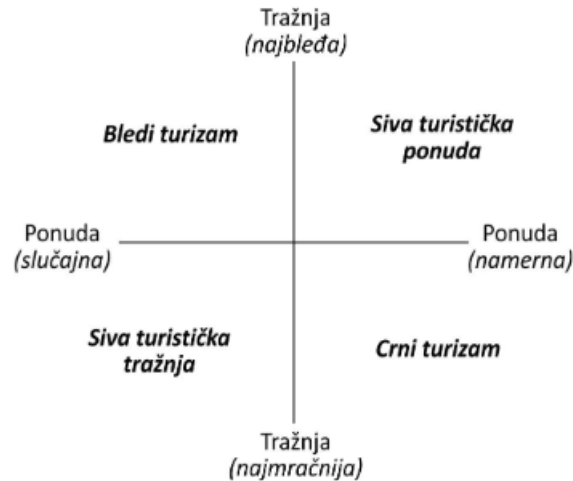 Tražnja
(najbleđa)
Bledi turizam
Siva turistička
ponuda
Ponuda
(slučajna)
Ponuda
(namerna)
Siva turistička
tražnja
Crni turizam
Tražnja
(najmračnija)